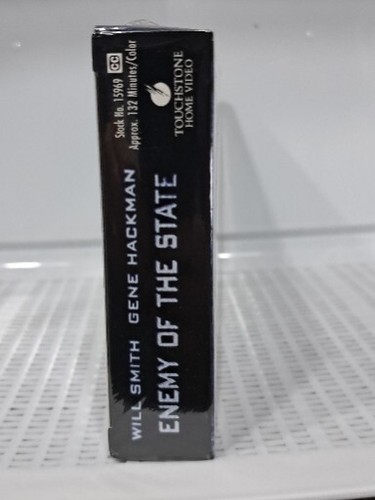 WILL SMITH GENE HACKMAN
ENEMY OF THE STATE
Stock No. 15969 CC
Approx. 132 Minutes/Color
TOUCHSTONE
HOME VIDEO